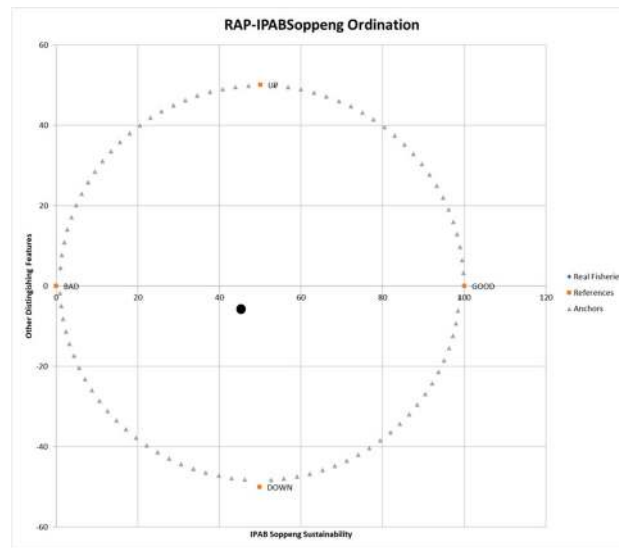 RAP-IPABSoppeng Ordination
60
40
UP
20
0 BAD 0 20 40 60 80 100 GOOD 120
-20
-40
DOWN
-60
Other Distingishing Features
IPAB Soppeng Sustainability
Real Fisherie
References
Anchors